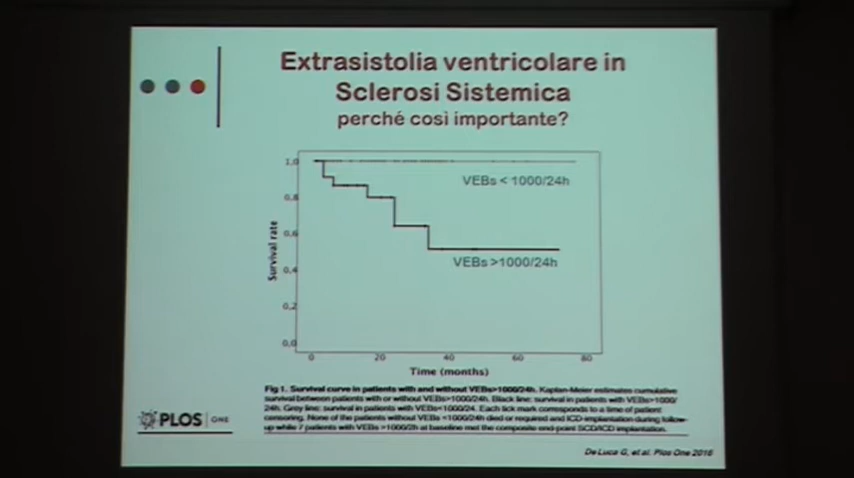 Extrasistolia ventricolare in
Sclerosi Sistemica
perché così importante?
1,0
VEBs < 1000/24h
0,8
Survival rate
0,6
VEBs >1000/24h
0,4
0,2
0,0
0 20 40 60 80
Time (months)
Fig 1. Survival curve in patients with and without VEBs>1000/24h. Kaplan-Meier estimates cumulative
survival between patients with or without VEBs>1000/24h. Black line: survival in patients with VEBs>1000/
24h. Grey line: survival in patients with VEBs<1000/24. Each tick mark corresponds to a time of patient
censoring. None of the patients without VEBs <1000/24h died or required and ICD-implantation during follow-
up while 7 patients with VEBs >1000/2h at baseline met the composite end-point SCD/ICD implantation.
PLOS ONE
De Luca G, et al. Plos One 2016